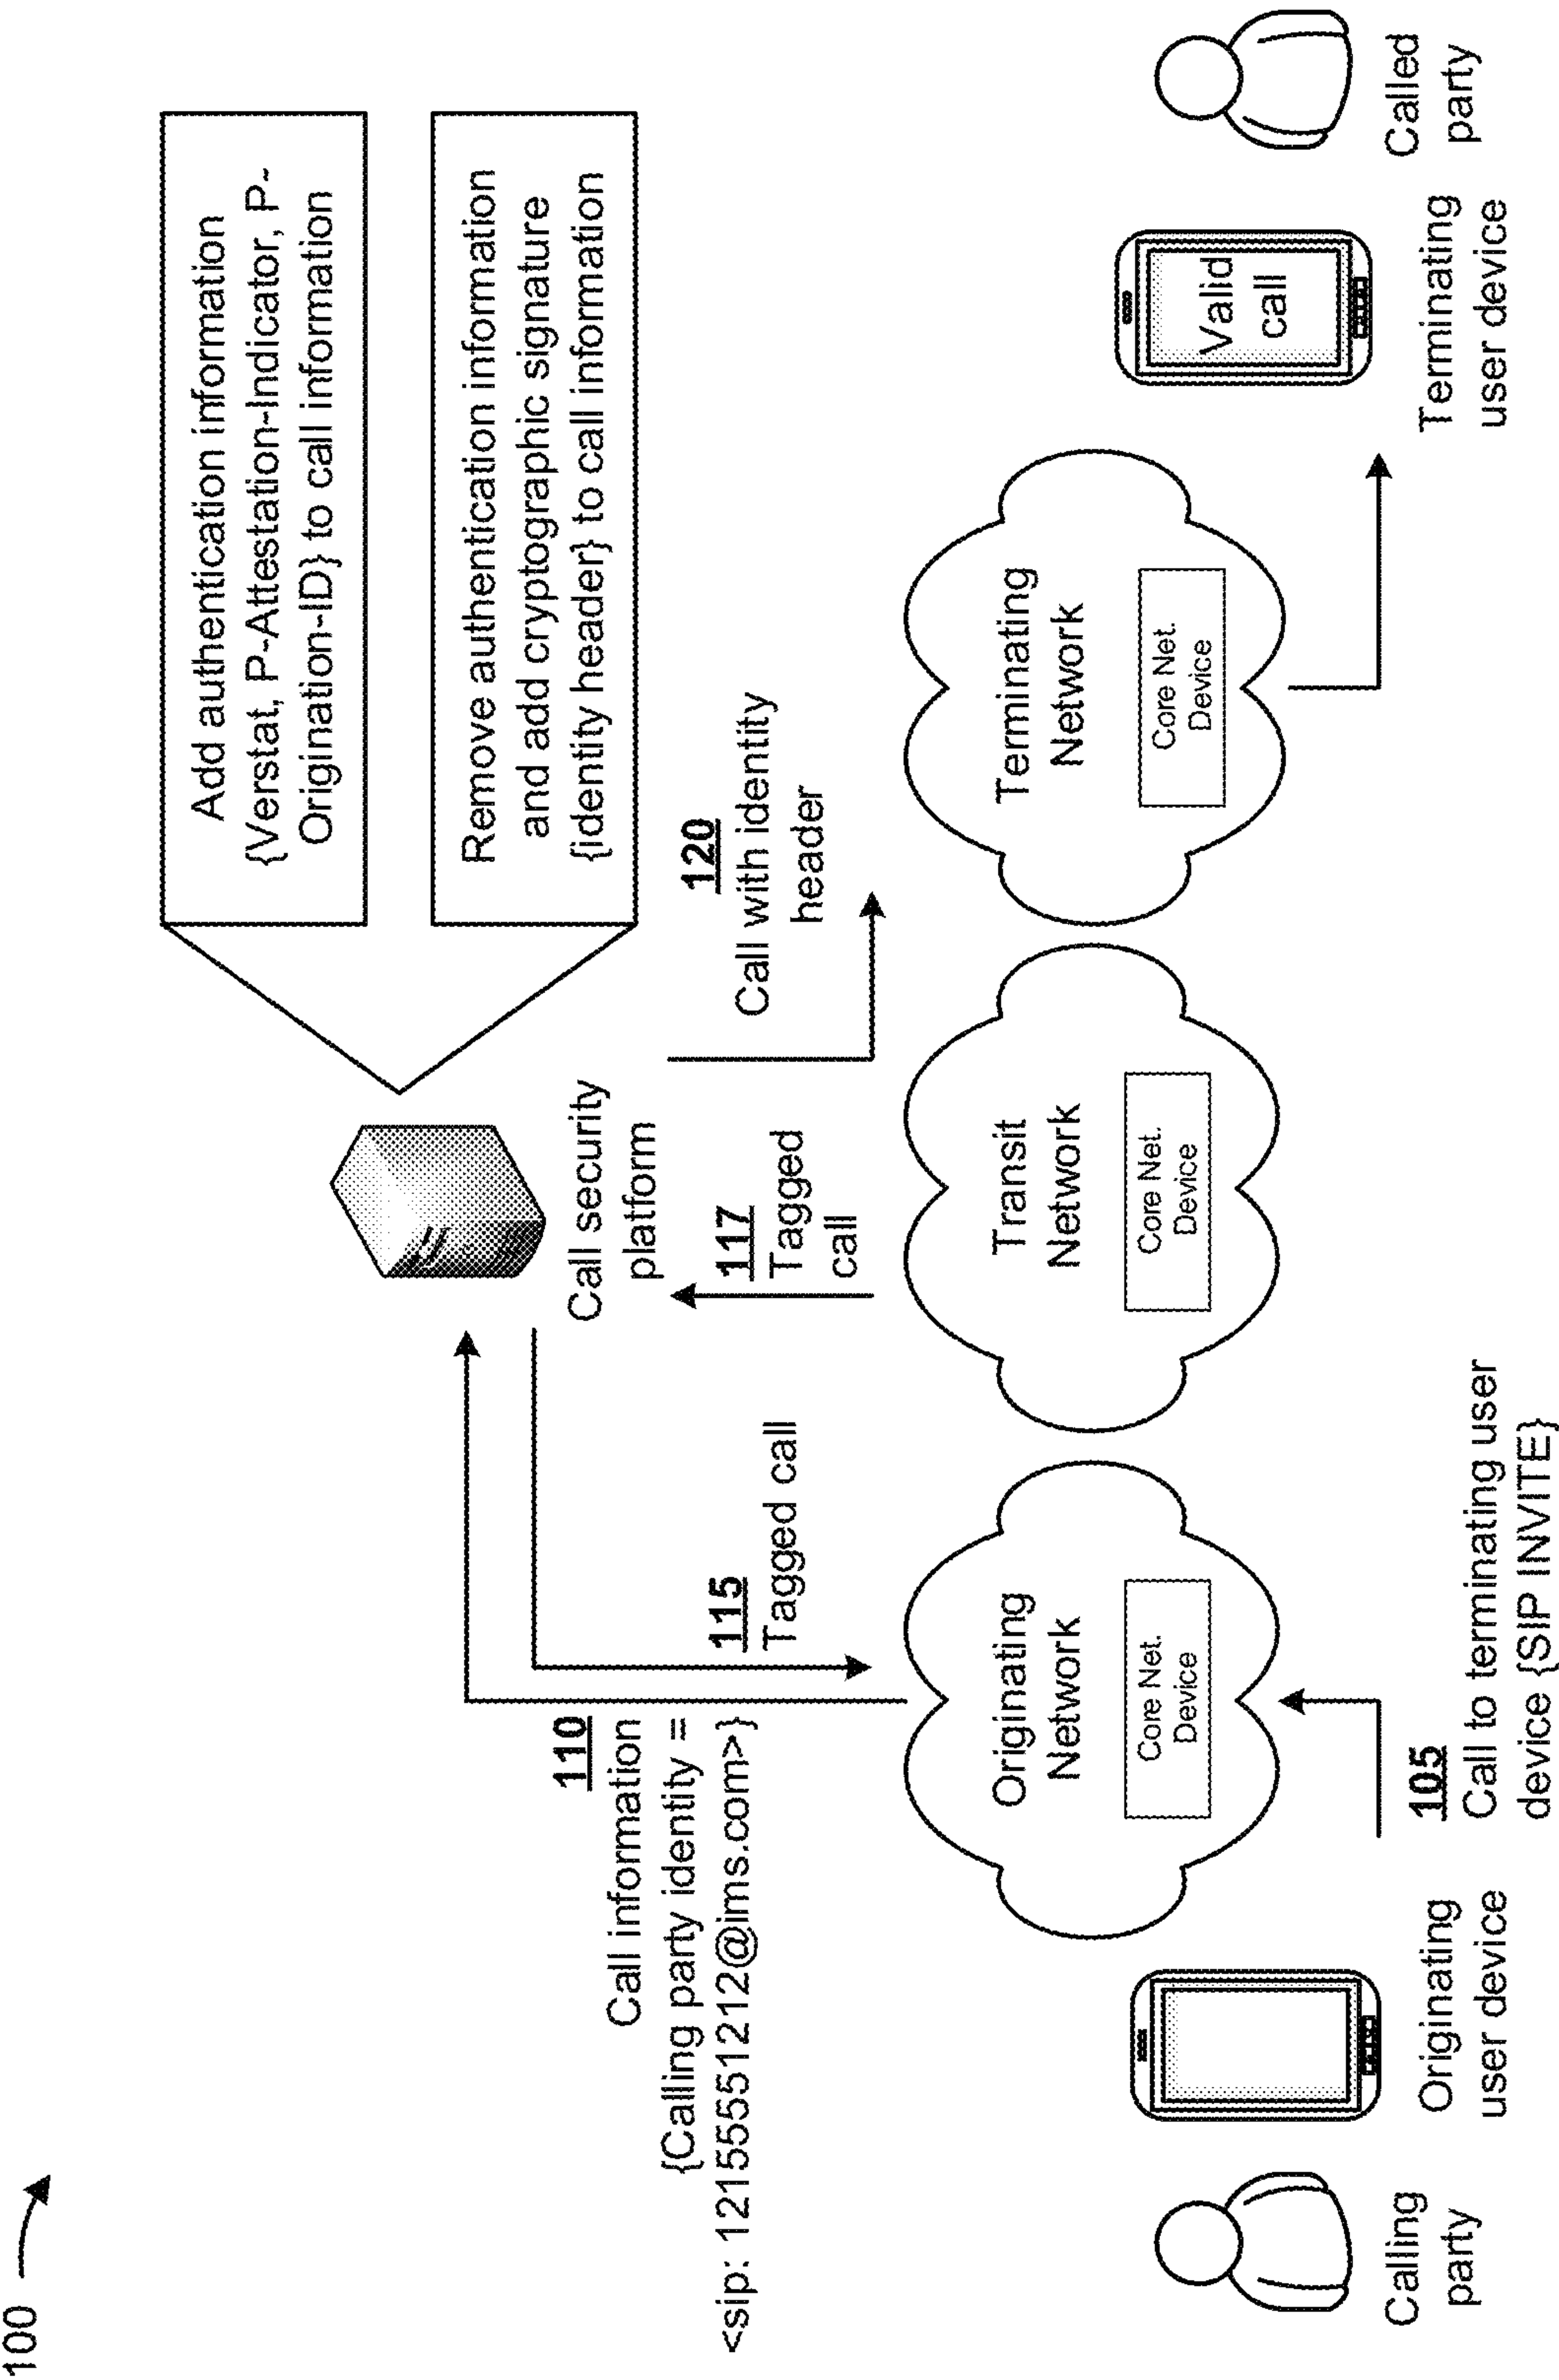 100
Add authentication information
{Verstat, P-Attestation-Indicator, P-
Origination-ID} to call information
Remove authentication information
and add cryptographic signature
{identity header} to call information
Call security
platform
110
Call information
{Calling party identity =
<sip: 12155551212@ims.com>}
115
Tagged call
117
Tagged
call
120
Call with identity
header
Originating
Network
Core Net.
Device
Transit
Network
Core Net.
Device
Terminating
Network
Core Net.
Device
Calling
party
Originating
user device
105
Call to terminating user
device {SIP INVITE}
Valid
call
Terminating
user device
Called
party